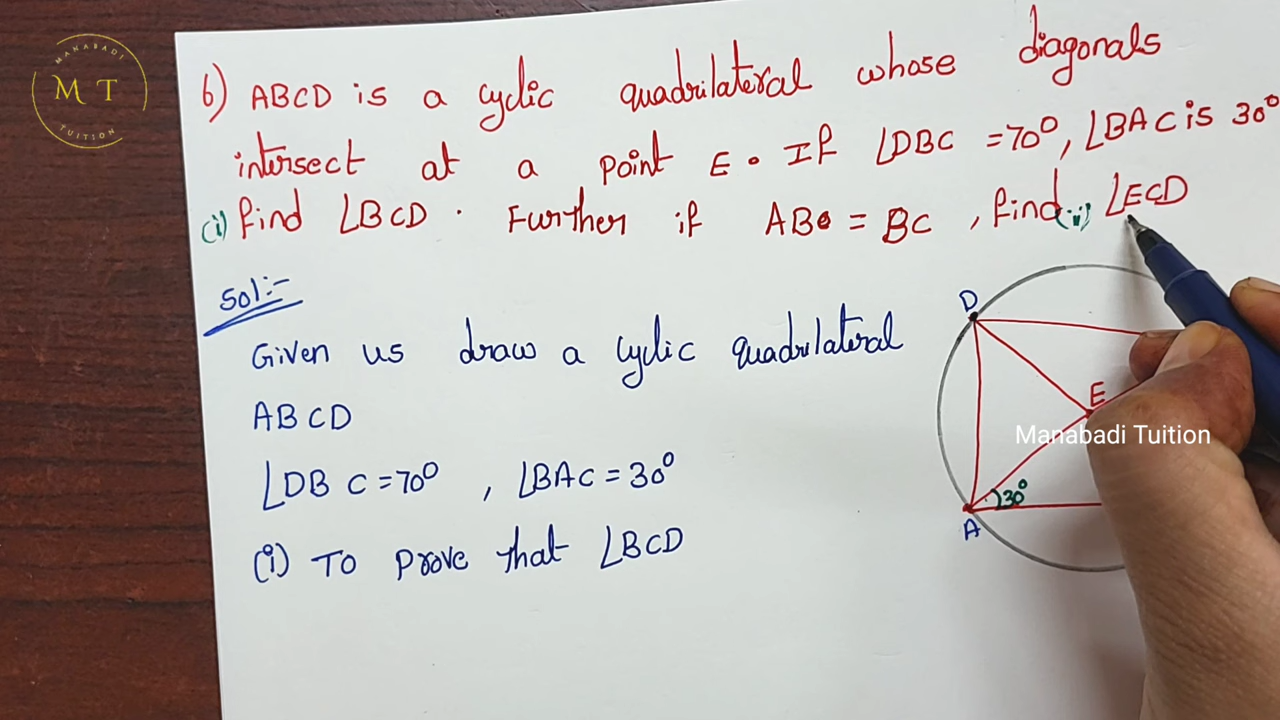 MANABADI
M T
TUITION
6) ABCD is a cyclic quadrilateral whose diagonals
intersect at a point E. If ∠DBC = 70°, ∠BAC is 30°
(i) find ∠BCD. Further if AB = BC, find (ii) ∠ECD
Sol:-
Given us draw a cyclic quadrilateral
ABCD
∠DBC = 70°, ∠BAC = 30°
(i) To prove that ∠BCD
D
E
Manabadi Tuition
30°
A